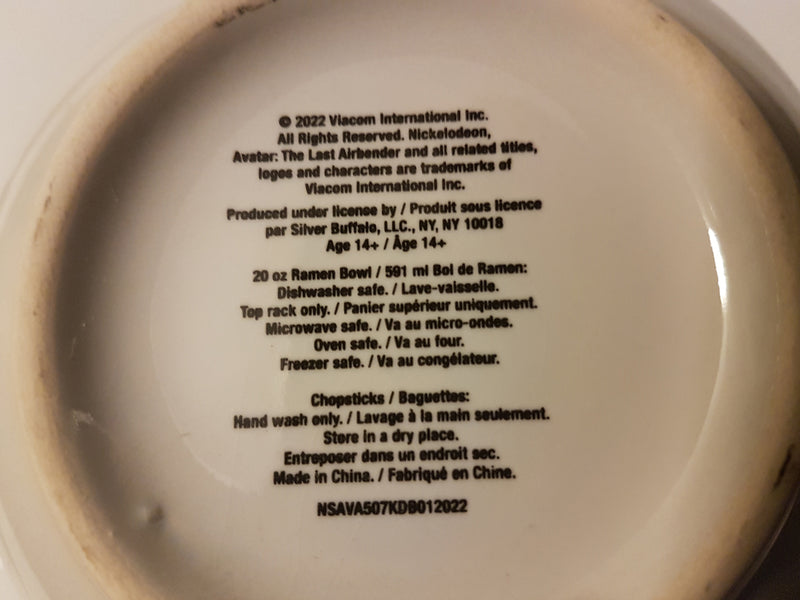 © 2022 Viacom International Inc.
All Rights Reserved. Nickelodeon,
Avatar: The Last Airbender and all related titles,
logos and characters are trademarks of
Viacom International Inc.
Produced under license by / Produit sous licence
par Silver Buffalo, LLC., NY, NY 10018
Age 14+ / Âge 14+
20 oz Ramen Bowl / 591 ml Bol de Ramen:
Dishwasher safe. / Lave-vaisselle.
Top rack only. / Panier supérieur uniquement.
Microwave safe. / Va au micro-ondes.
Oven safe. / Va au four.
Freezer safe. / Va au congélateur.
Chopsticks / Baguettes:
Hand wash only. / Lavage à la main seulement.
Store in a dry place.
Entreposer dans un endroit sec.
Made in China. / Fabriqué en Chine.
NSAVA507KDB012022